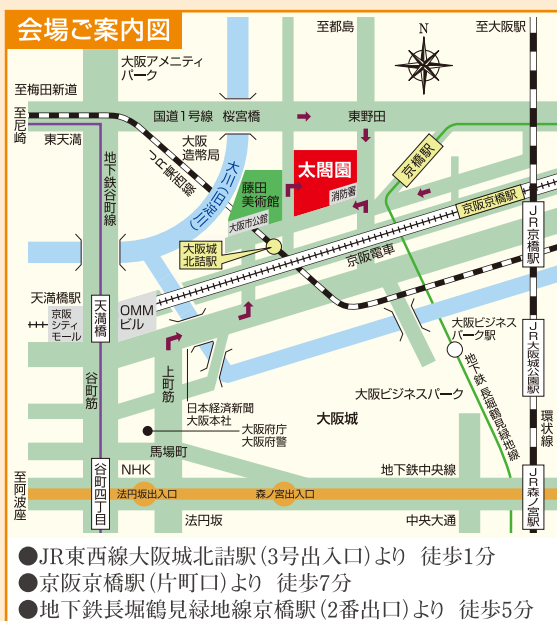 会場ご案内図
至都島
N
至大阪駅
大阪アメニティ
パーク
至梅田新道
国道1号線
桜宮橋
東野田
至尼崎
東天満
大阪
造幣局
JR東西線
地下鉄谷町線
大川(旧淀川)
藤田
美術館
太閤園
消防署
京橋駅
大阪市公館
京阪京橋駅
JR京橋駅
大阪城
北詰駅
京阪電車
天満橋駅
京阪
シティ
モール
天満橋
OMM
ビル
大阪ビジネス
パーク駅
JR大阪城公園駅
谷町筋
上町筋
日本経済新聞
大阪本社
大阪ビジネスパーク
地下鉄 長堀鶴見緑地線
大阪城
大阪府庁
大阪府警
環状線
馬場町
谷町四丁目
NHK
地下鉄中央線
JR森ノ宮駅
至阿波座
法円坂出入口
森ノ宮出入口
法円坂
中央大通
●JR東西線大阪城北詰駅(3号出入口)より 徒歩1分
●京阪京橋駅(片町口)より 徒歩7分
●地下鉄長堀鶴見緑地線京橋駅(2番出口)より 徒歩5分